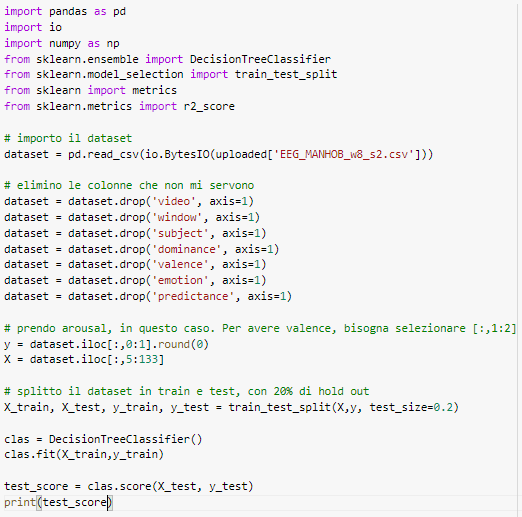 import pandas as pd
import io
import numpy as np
from sklearn.ensemble import DecisionTreeClassifier
from sklearn.model_selection import train_test_split
from sklearn import metrics
from sklearn.metrics import r2_score
# importo il dataset
dataset = pd.read_csv(io.BytesIO(uploaded['EEG_MANHOB_w8_s2.csv']))
# elimino le colonne che non mi servono
dataset = dataset.drop('video', axis=1)
dataset = dataset.drop('window', axis=1)
dataset = dataset.drop('subject', axis=1)
dataset = dataset.drop('dominance', axis=1)
dataset = dataset.drop('valence', axis=1)
dataset = dataset.drop('emotion', axis=1)
dataset = dataset.drop('predictance', axis=1)
# prendo arousal, in questo caso. Per avere valence, bisogna selezionare [:,1:2]
y = dataset.iloc[:,0:1].round(0)
X = dataset.iloc[:,5:133]
# splitto il dataset in train e test, con 20% di hold out
X_train, X_test, y_train, y_test = train_test_split(X,y, test_size=0.2)
clas = DecisionTreeClassifier()
clas.fit(X_train,y_train)
test_score = clas.score(X_test, y_test)
print(test_score)